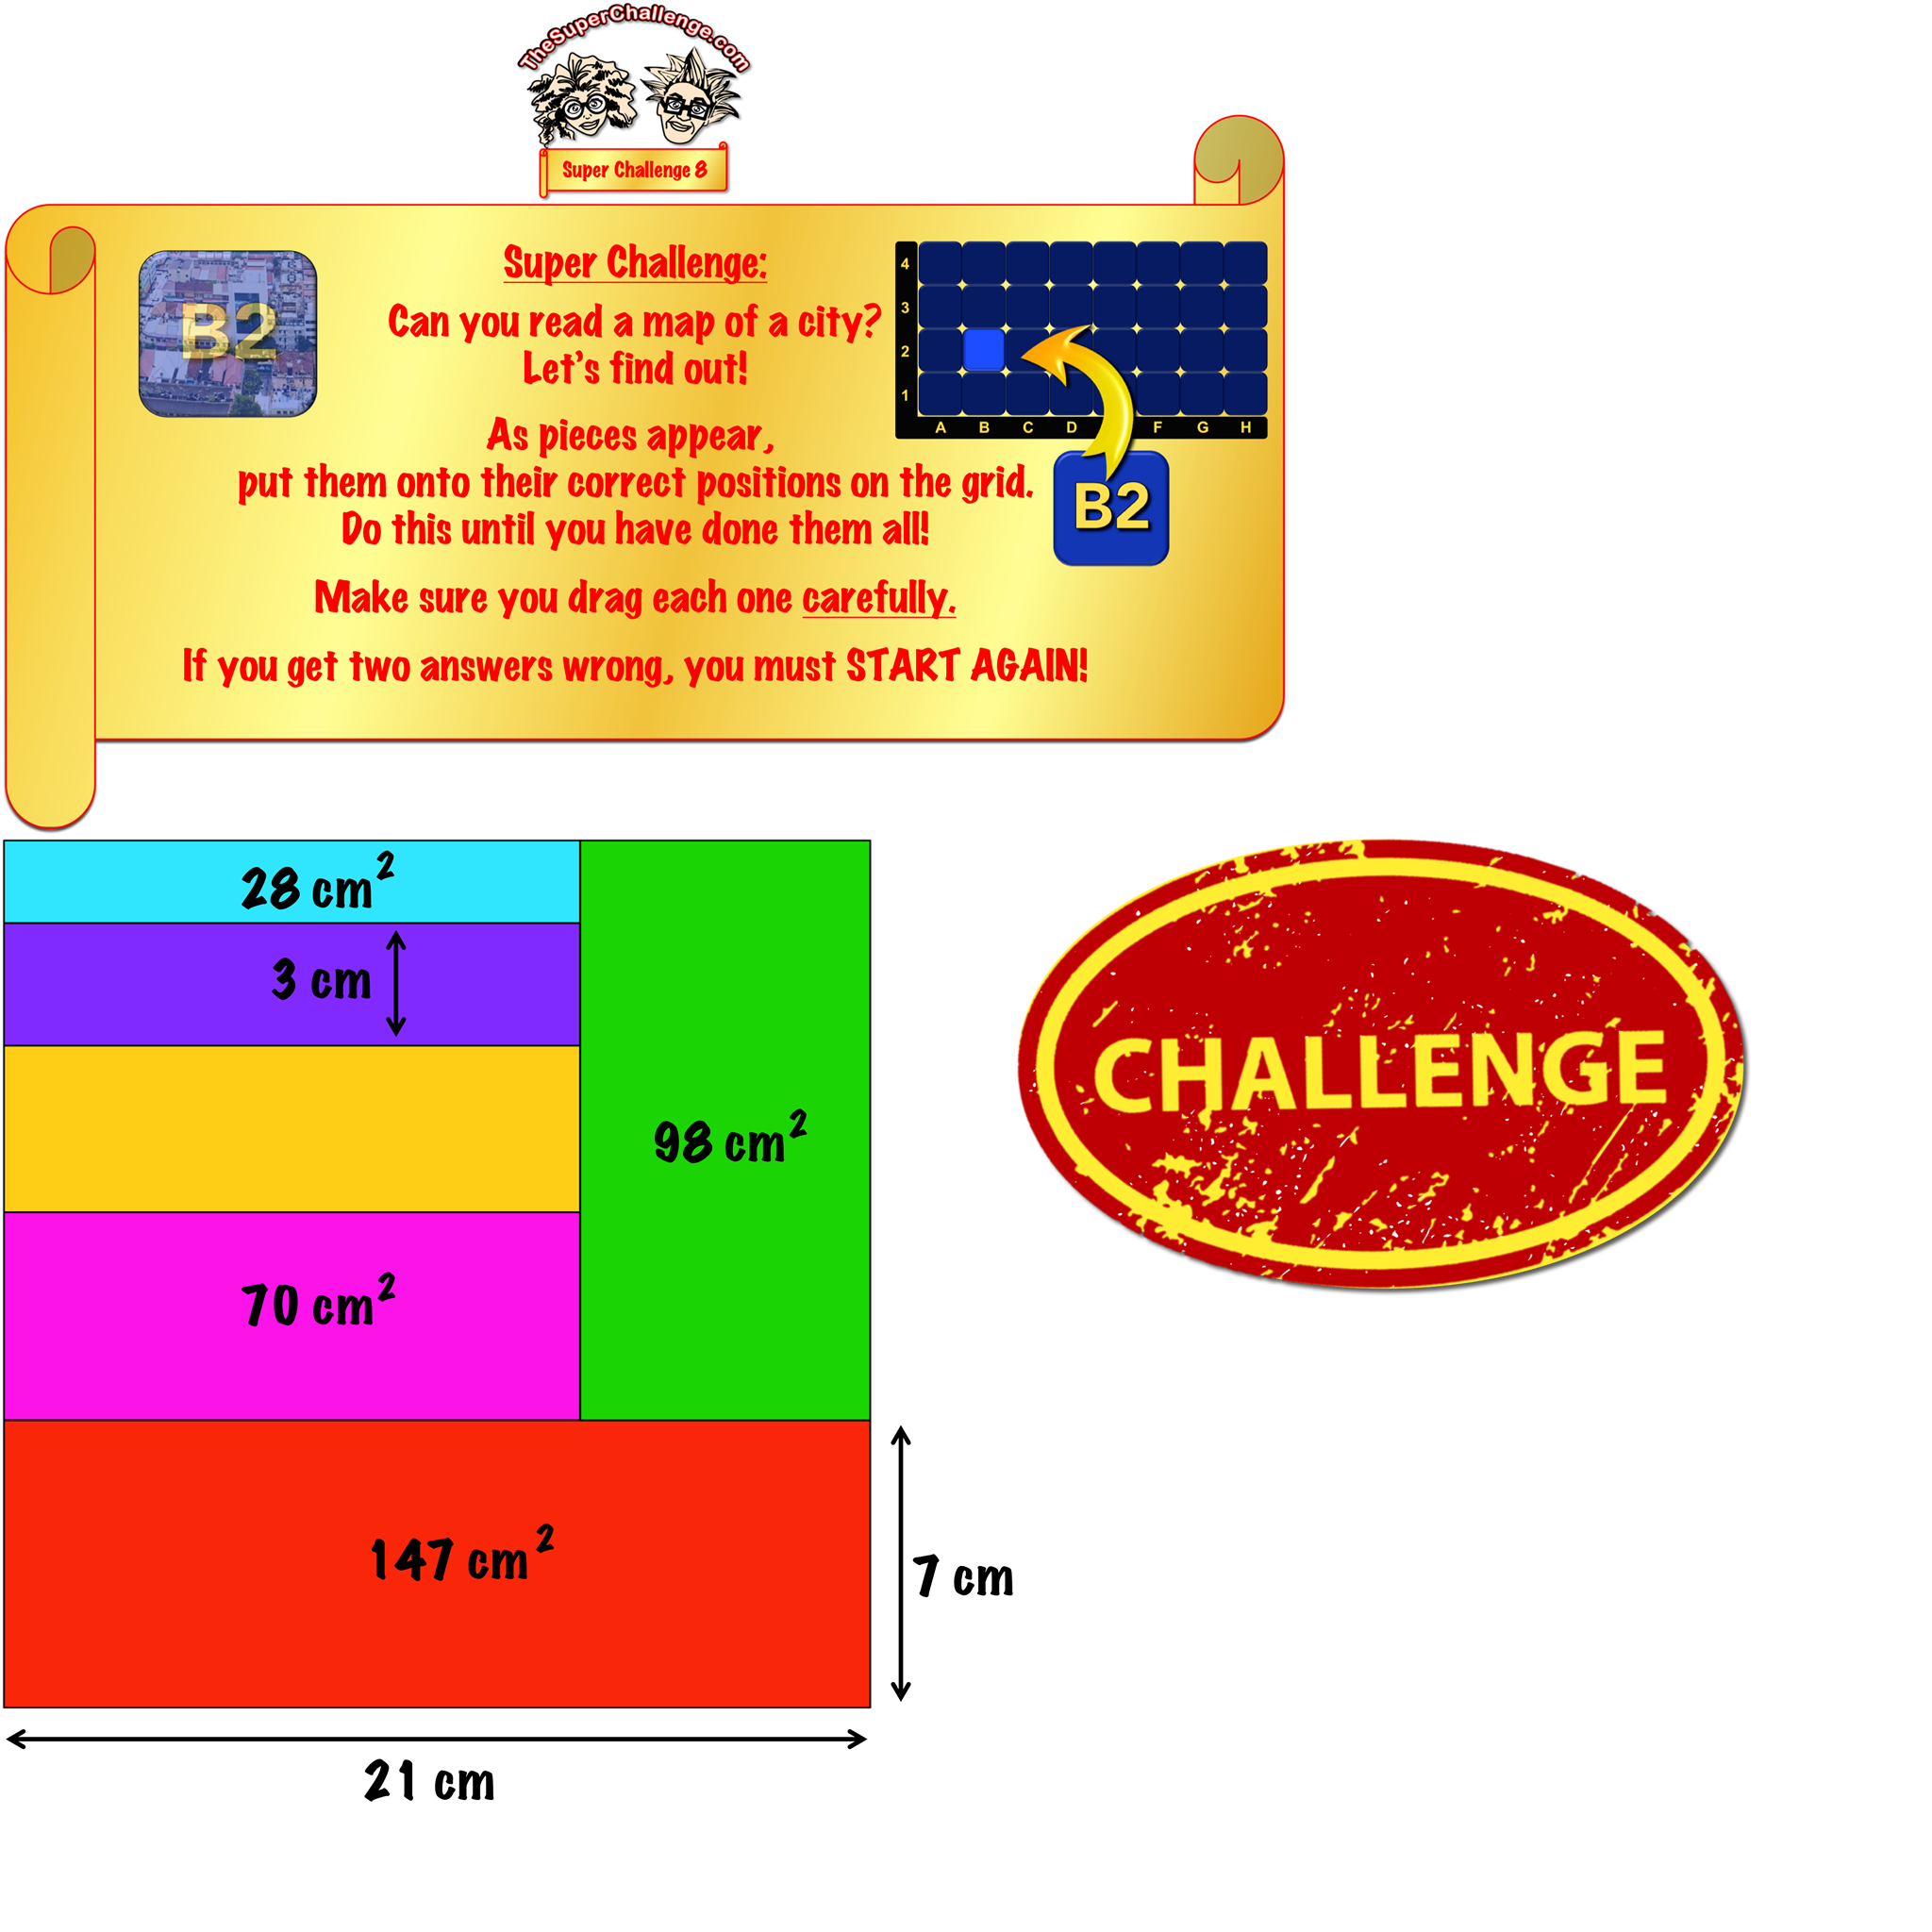 TheSuperChallenge.com
Super Challenge 8
B2
Super Challenge:
Can you read a map of a city?
Let's find out!
As pieces appear,
put them onto their correct positions on the grid.
Do this until you have done them all!
Make sure you drag each one carefully.
If you get two answers wrong, you must START AGAIN!
4
3
2
1
A B C D F G H
B2
28 cm²
3 cm
98 cm²
70 cm²
147 cm²
7 cm
21 cm
CHALLENGE